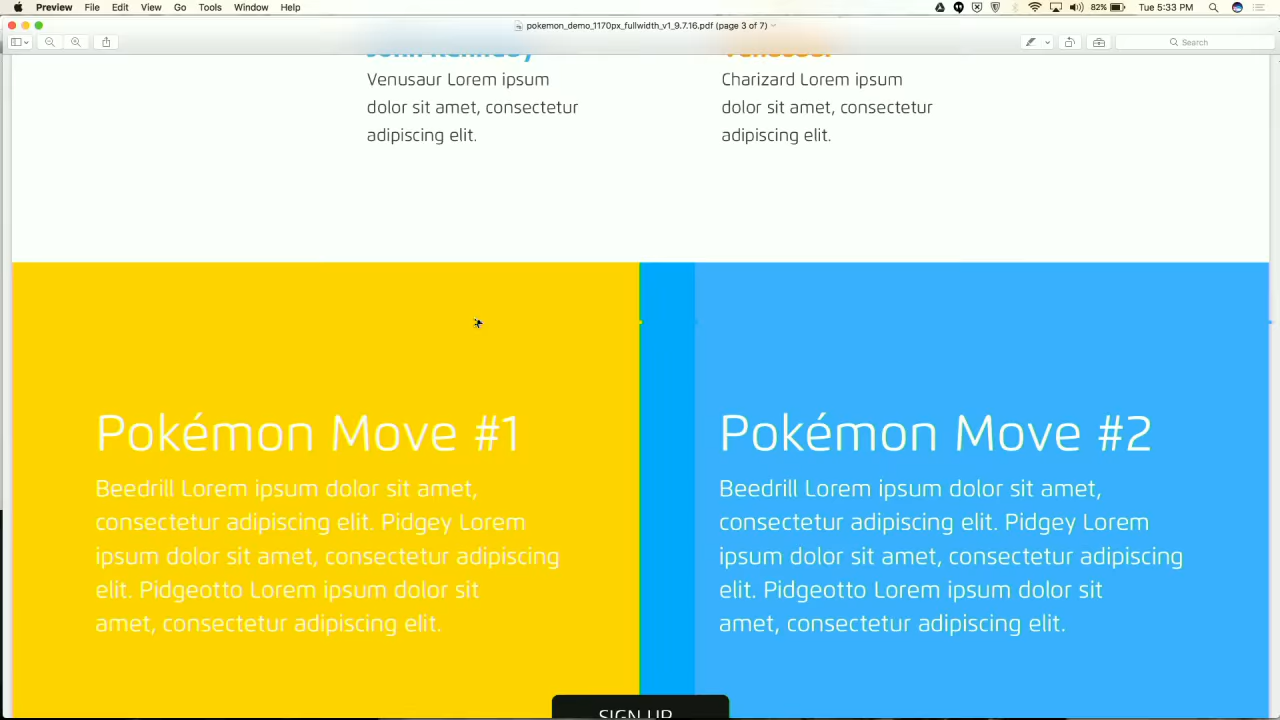 Preview File Edit View Go Tools Window Help
82% Tue 5:33 PM
pokemon_demo_1170px_fullwidth_v1_9.7.16.pdf (page 3 of 7)
Search
John Kennedy
Venusaur Lorem ipsum
dolor sit amet, consectetur
adipiscing elit.
Charizard Lorem ipsum
dolor sit amet, consectetur
adipiscing elit.
Pokémon Move #1
Beedrill Lorem ipsum dolor sit amet,
consectetur adipiscing elit. Pidgey Lorem
ipsum dolor sit amet, consectetur adipiscing
elit. Pidgeotto Lorem ipsum dolor sit
amet, consectetur adipiscing elit.
Pokémon Move #2
Beedrill Lorem ipsum dolor sit amet,
consectetur adipiscing elit. Pidgey Lorem
ipsum dolor sit amet, consectetur adipiscing
elit. Pidgeotto Lorem ipsum dolor sit
amet, consectetur adipiscing elit.
SIGN UP